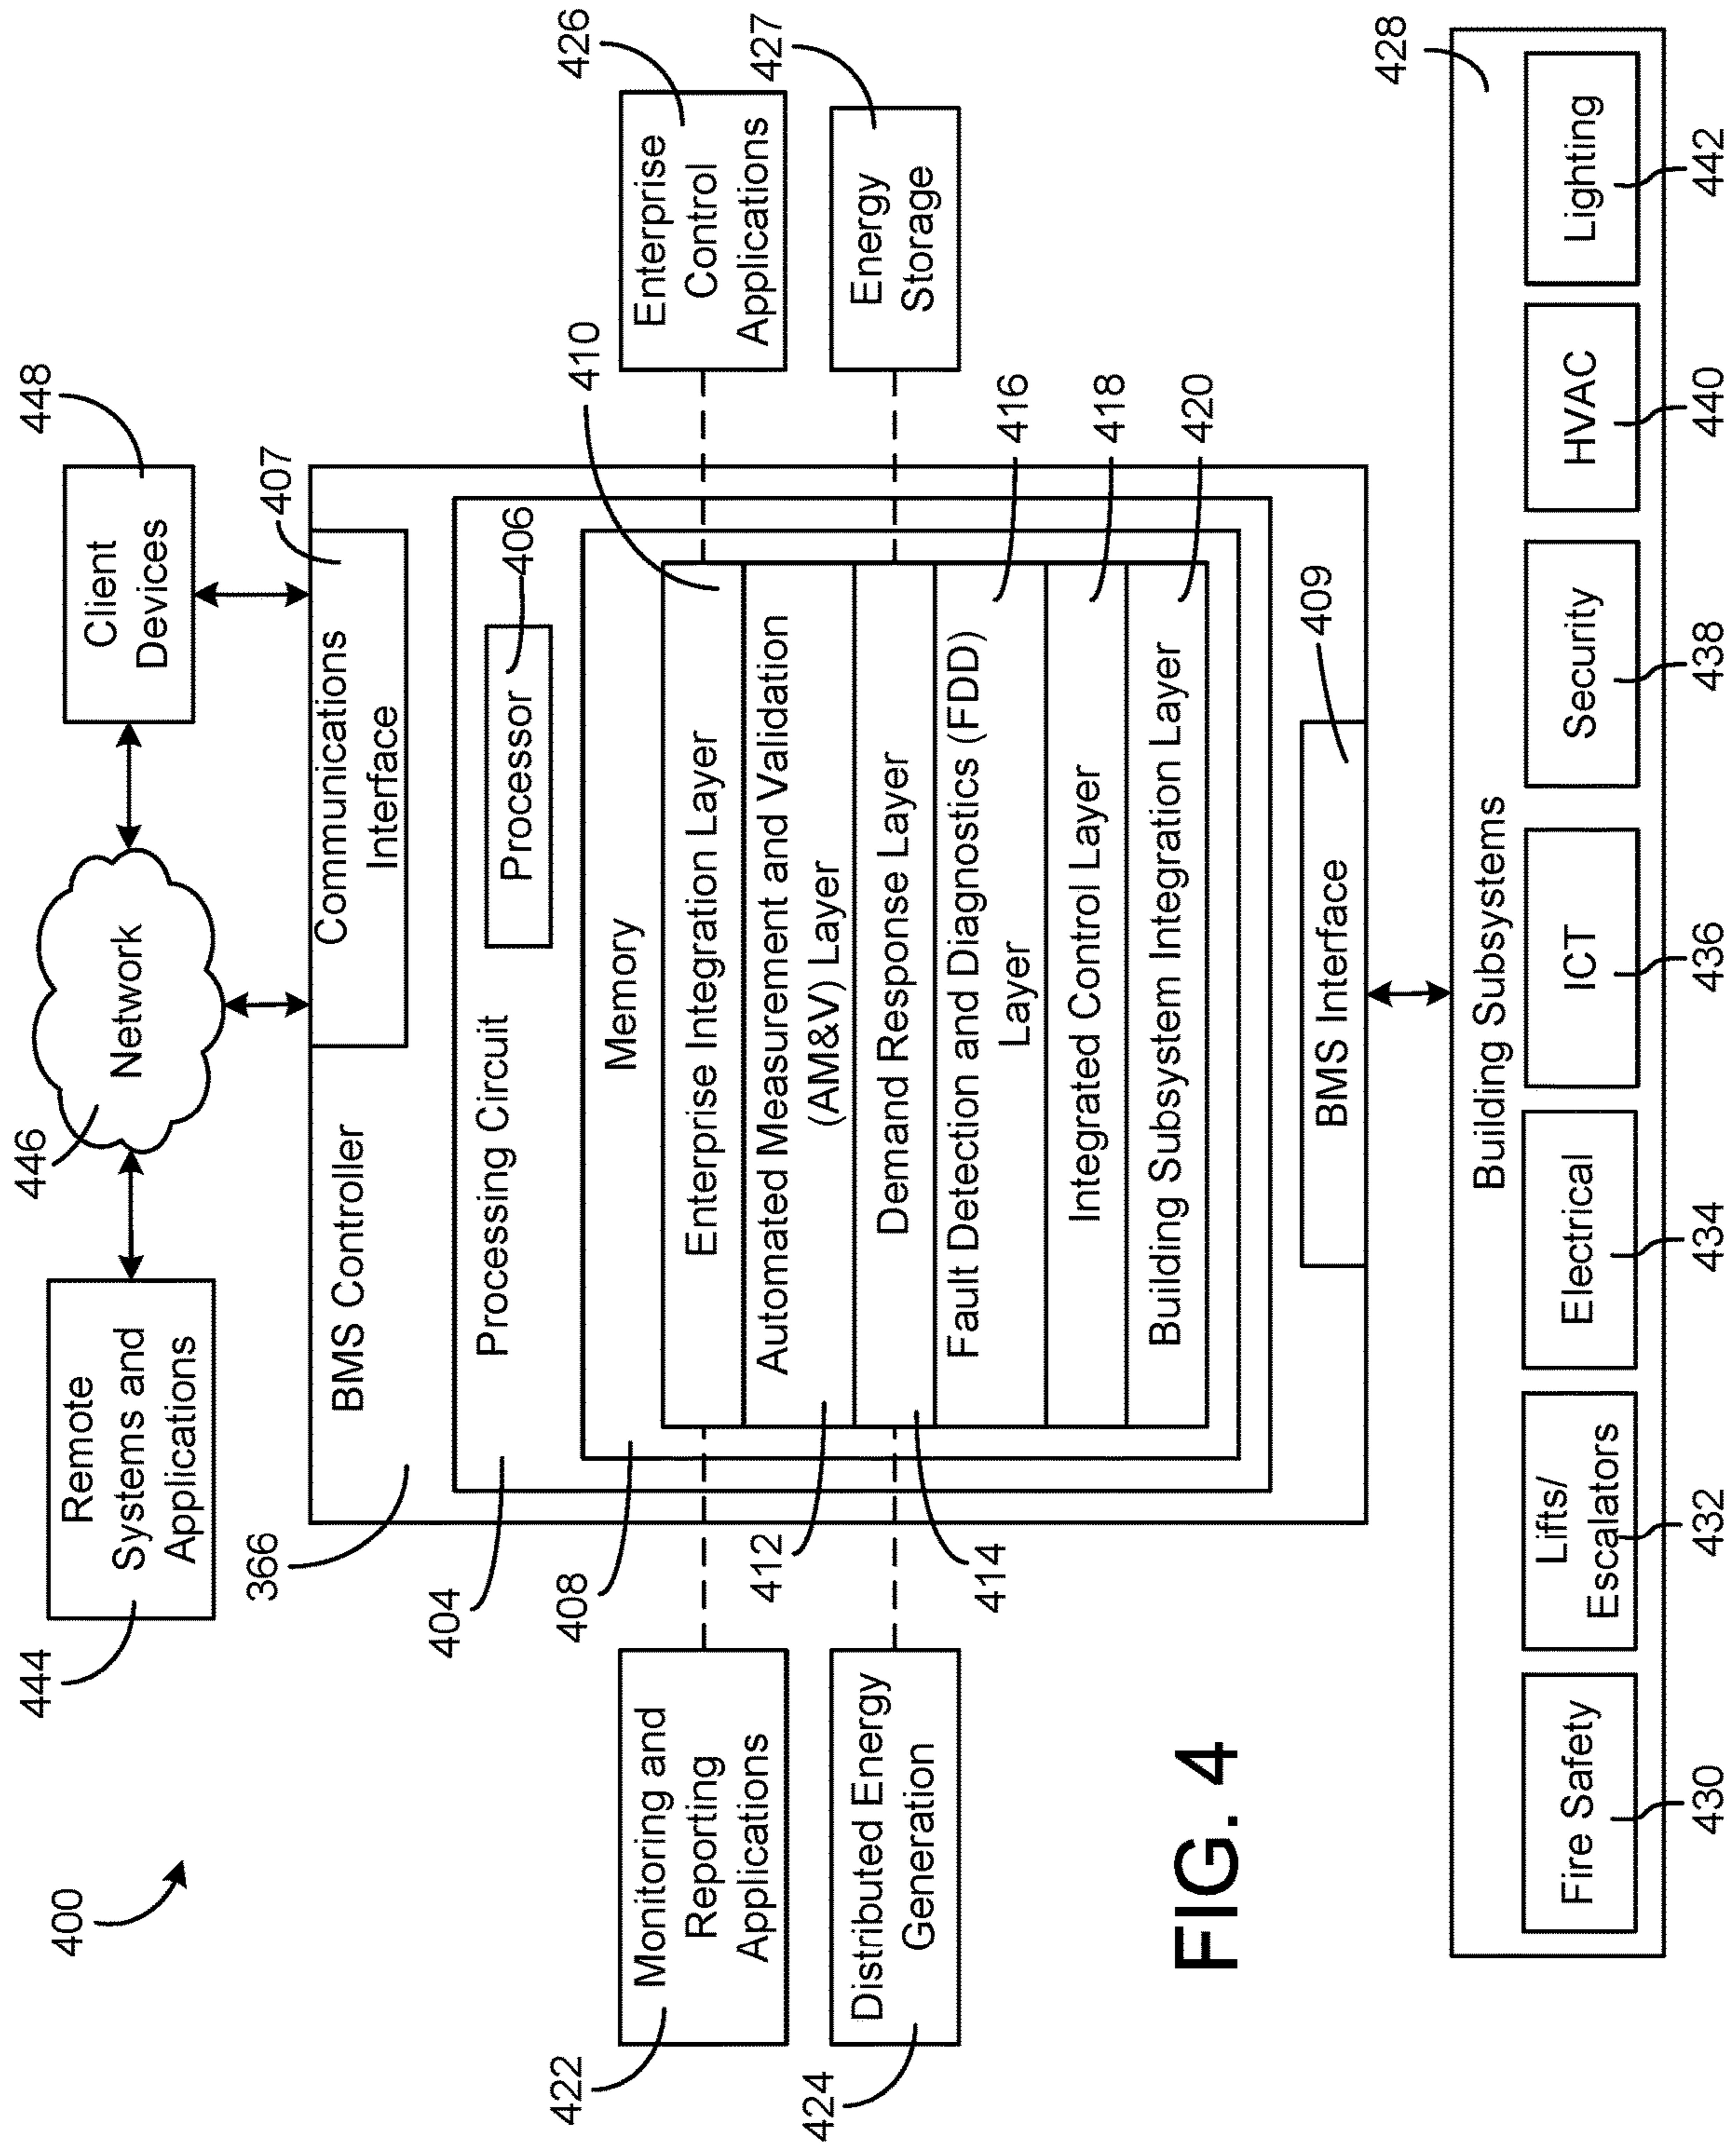 400
446
448
444
Remote
Systems and
Applications
Network
Client
Devices
407
366
BMS Controller
Communications
Interface
404
Processing Circuit
Processor
406
408
Memory
410
Enterprise Integration Layer
Automated Measurement and Validation
(AM&V) Layer
412
Demand Response Layer
414
Fault Detection and Diagnostics (FDD)
Layer
416
Integrated Control Layer
418
Building Subsystem Integration Layer
420
422
Monitoring and
Reporting
Applications
426
Enterprise
Control
Applications
424
Distributed Energy
Generation
427
Energy
Storage
BMS Interface
409
FIG. 4
428
Building Subsystems
Fire Safety
Lifts/
Escalators
Electrical
ICT
Security
HVAC
Lighting
430
432
434
436
438
440
442